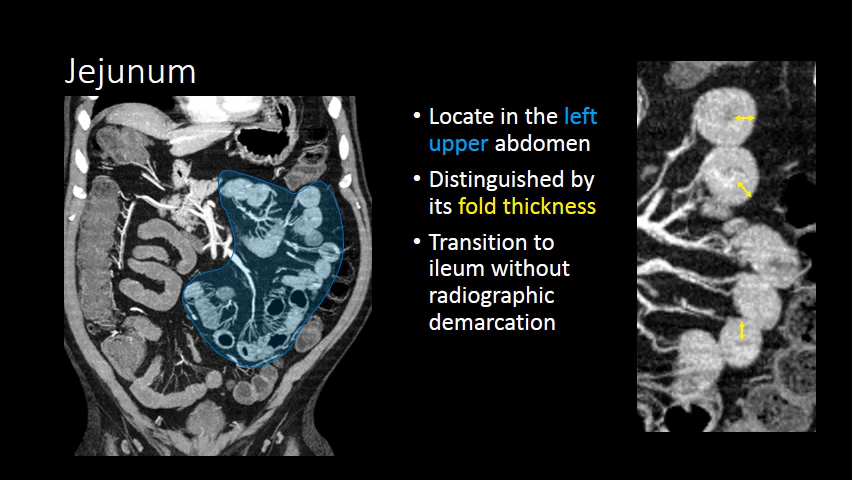 Jejunum
• Locate in the left
upper abdomen
• Distinguished by
its fold thickness
• Transition to
ileum without
radiographic
demarcation